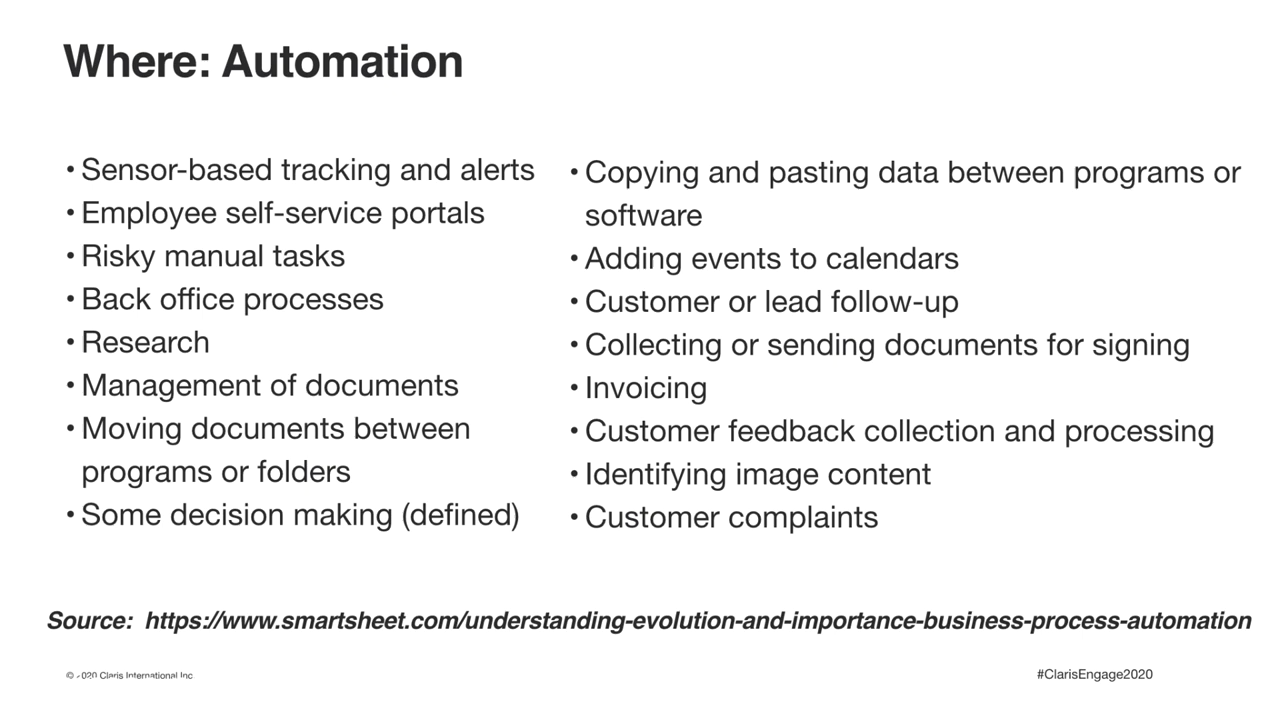 Where: Automation
• Sensor-based tracking and alerts
• Employee self-service portals
• Risky manual tasks
• Back office processes
• Research
• Management of documents
• Moving documents between
programs or folders
• Some decision making (defined)
• Copying and pasting data between programs or
software
• Adding events to calendars
• Customer or lead follow-up
• Collecting or sending documents for signing
• Invoicing
• Customer feedback collection and processing
• Identifying image content
• Customer complaints
Source: https://www.smartsheet.com/understanding-evolution-and-importance-business-process-automation
© 2020 Claris International Inc
#ClarisEngage2020